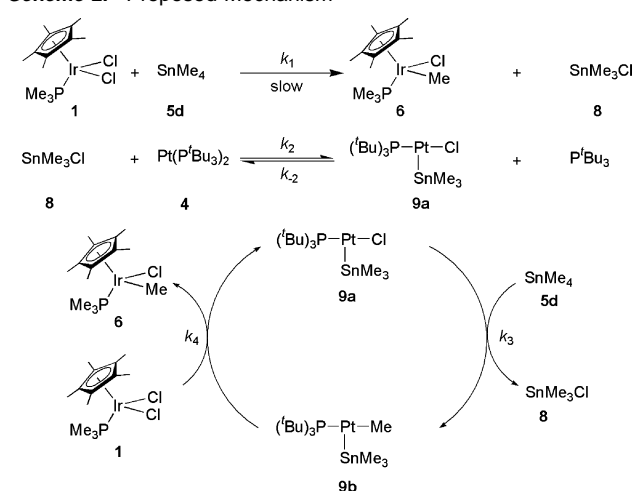 Scheme 2. Proposed Mechanism
Ir Cl Cl Me3P + SnMe4 k1 slow Ir Cl Me Me3P + SnMe3Cl
1 5d 6 8
SnMe3Cl + Pt(PtBu3)2 k2 k-2 (tBu)3P Pt Cl SnMe3 + PtBu3
8 4 9a
Ir Cl Me Me3P
6
(tBu)3P Pt Cl
SnMe3
9a
SnMe4
5d
k4
k3
Ir Cl Cl Me3P
1
SnMe3Cl
8
(tBu)3P Pt Me
SnMe3
9b